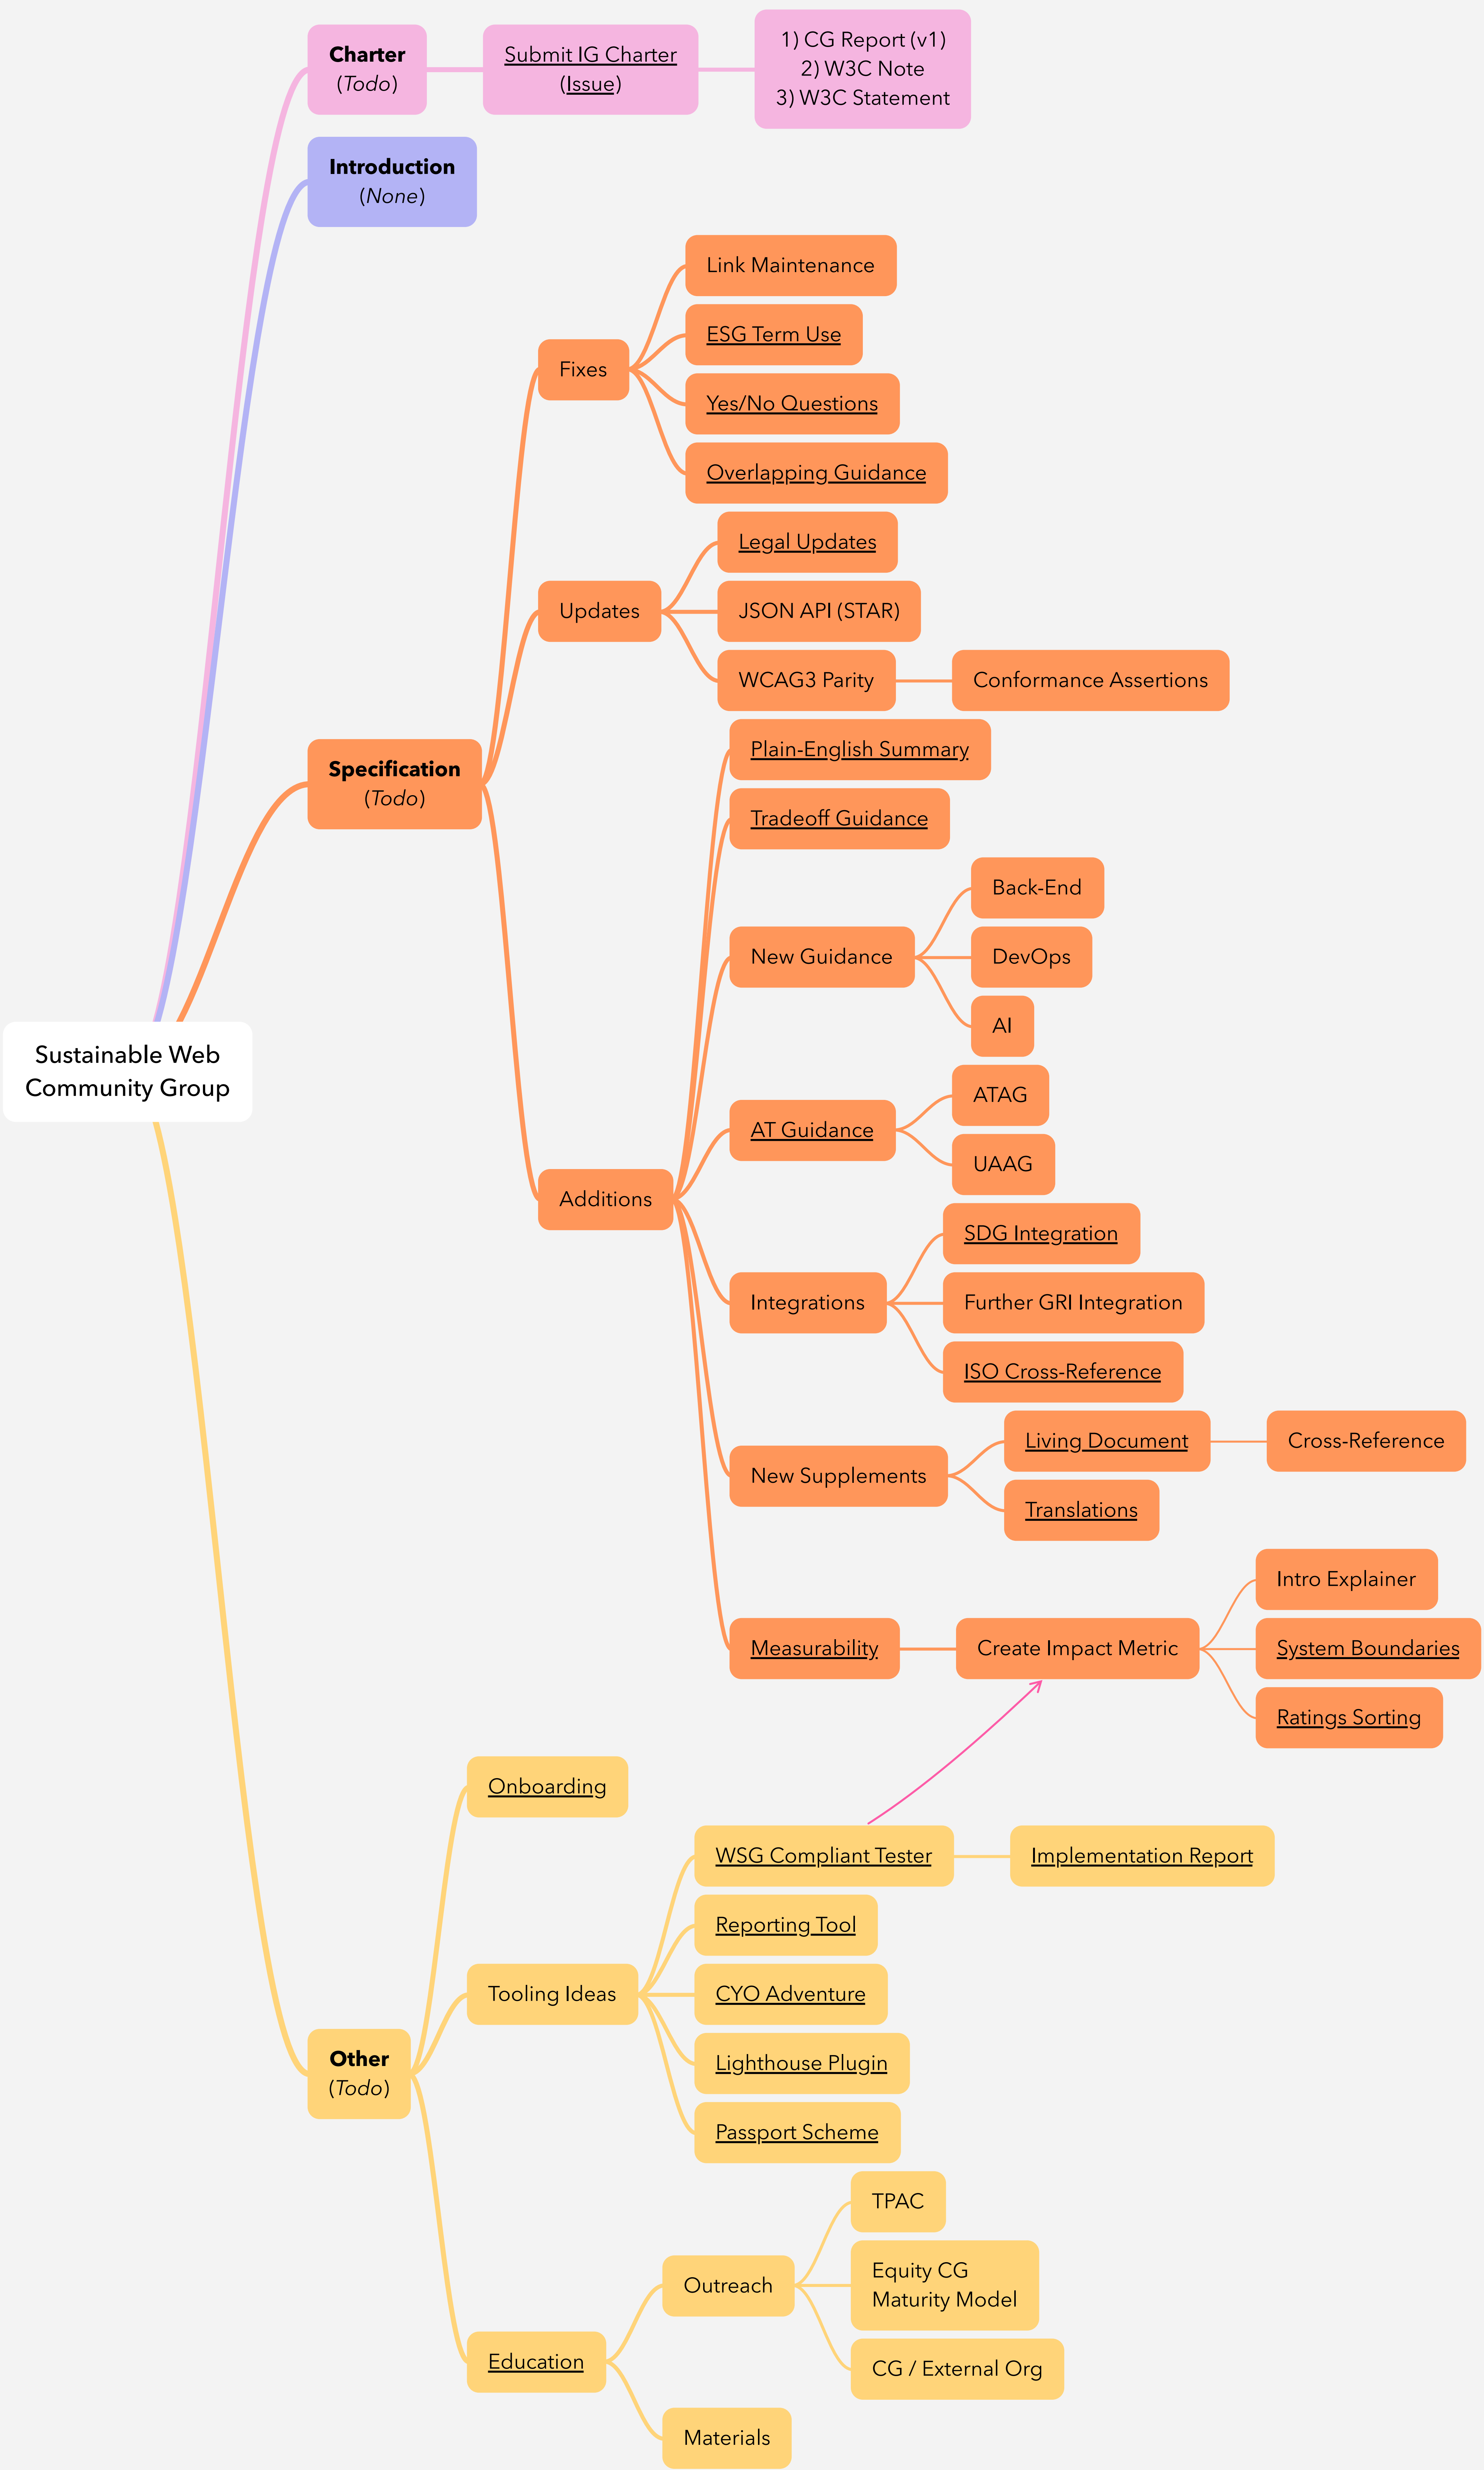 Charter
(Todo)
Submit IG Charter
(Issue)
1) CG Report (v1)
2) W3C Note
3) W3C Statement
Introduction
(None)
Link Maintenance
ESG Term Use
Fixes
Yes/No Questions
Overlapping Guidance
Legal Updates
Updates
JSON API (STAR)
WCAG3 Parity
Conformance Assertions
Specification
(Todo)
Plain-English Summary
Tradeoff Guidance
New Guidance
Back-End
DevOps
AI
Sustainable Web
Community Group
AT Guidance
ATAG
UAAG
Additions
Integrations
SDG Integration
Further GRI Integration
ISO Cross-Reference
New Supplements
Living Document
Cross-Reference
Translations
Measurability
Create Impact Metric
Intro Explainer
System Boundaries
Ratings Sorting
Onboarding
WSG Compliant Tester
Implementation Report
Reporting Tool
Tooling Ideas
CYO Adventure
Lighthouse Plugin
Passport Scheme
Other
(Todo)
Outreach
TPAC
Equity CG
Maturity Model
CG / External Org
Education
Materials